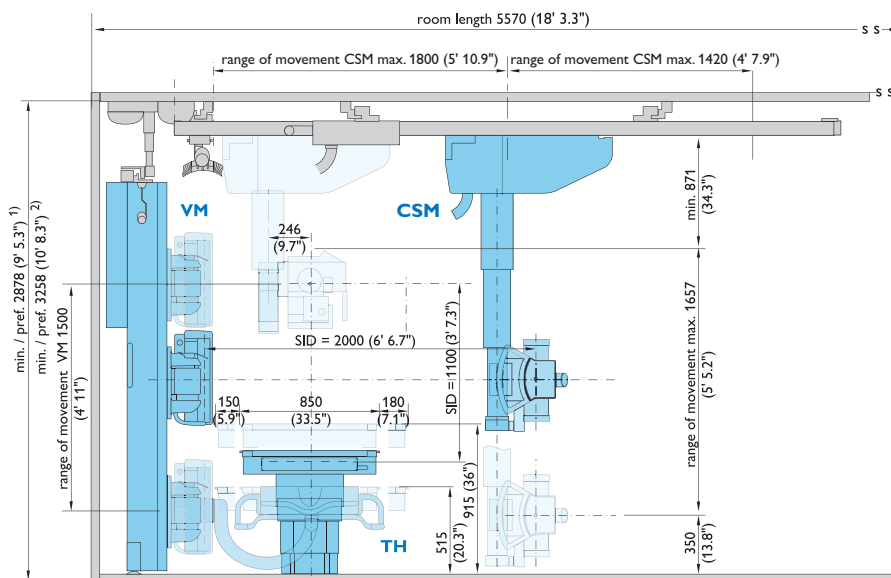 room length 5570 (18' 3.3")
s s
range of movement CSM max. 1800 (5' 10.9")
range of movement CSM max. 1420 (4' 7.9")
s s
min. / pref. 2878 (9' 5.3") 1)
min. / pref. 3258 (10' 8.3") 2)
VM
CSM
min. 871
(34.3")
246
(9.7")
range of movement VM 1500
(4' 11")
SID = 2000 (6' 6.7")
SID = 1100 (3' 7.3")
range of movement max. 1657
(5' 5.2")
150
(5.9")
850
(33.5")
180
(7.1")
915 (36")
515
(20.3")
TH
350
(13.8")